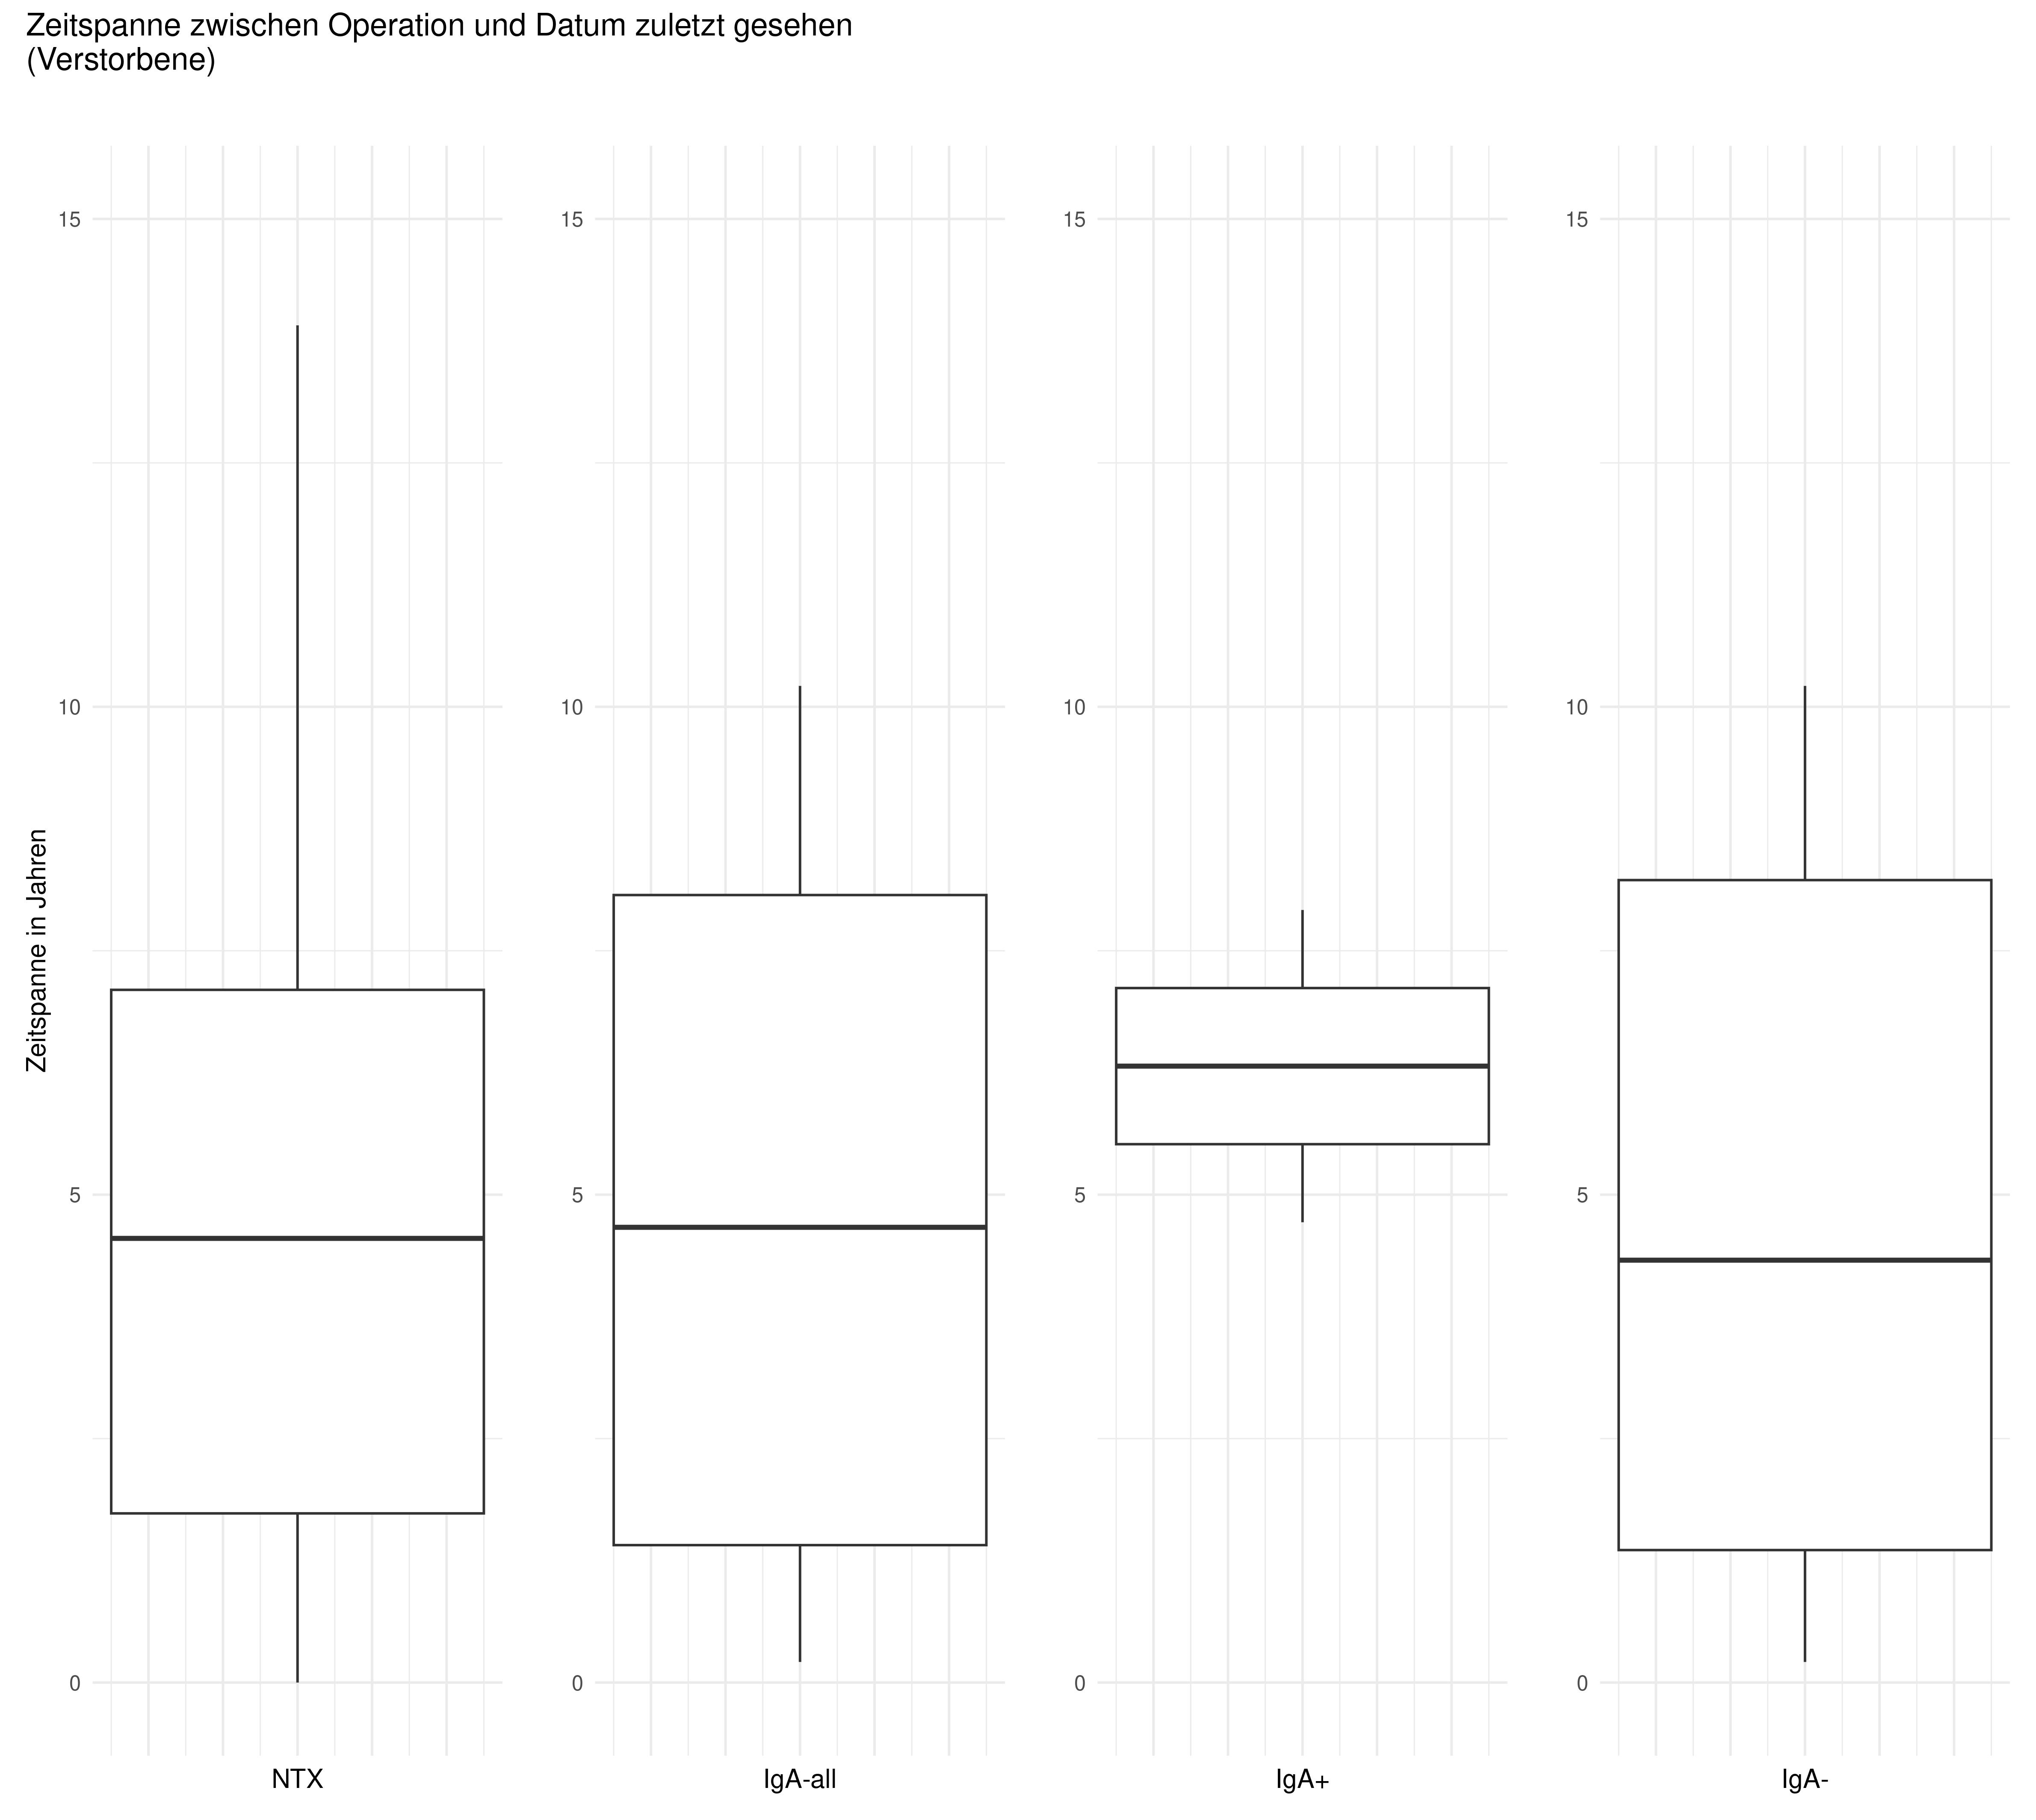 Zeitspanne zwischen Operation und Datum zuletzt gesehen
(Verstorbene)
Zeitspanne in Jahren
15
10
5
0
NTX
15
10
5
0
IgA-all
15
10
5
0
IgA+
15
10
5
0
IgA-